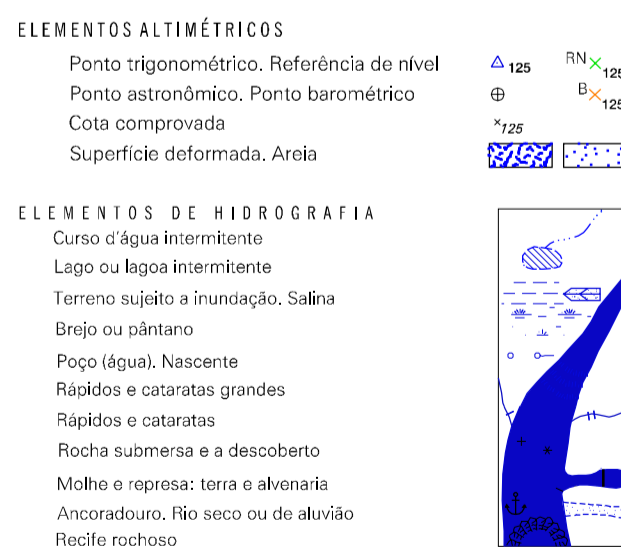 ELEMENTOS ALTIMÉTRICOS
Ponto trigonométrico. Referência de nível 125 RN 125
Ponto astronômico. Ponto barométrico B 125
Cota comprovada 125
Superfície deformada. Areia
ELEMENTOS DE HIDROGRAFIA
Curso d'água intermitente
Lago ou lagoa intermitente
Terreno sujeito a inundação. Salina
Brejo ou pântano
Poço (água). Nascente
Rápidos e cataratas grandes
Rápidos e cataratas
Rocha submersa e a descoberto
Molhe e represa: terra e alvenaria
Ancoradouro. Rio seco ou de aluvião
Recife rochoso